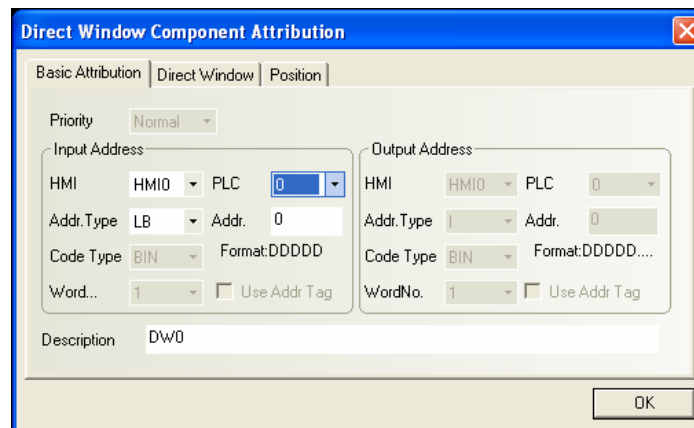 Direct Window Component Attribution
Basic Attribution Direct Window Position
Priority Normal
Input Address
HMI HMI0 PLC 0
Addr.Type LB Addr. 0
Code Type BIN Format:DDDDD
Word... 1 Use Addr Tag
Output Address
HMI HMI0 PLC 0
Addr.Type I Addr. 0
Code Type BIN Format:DDDDD....
WordNo. 1 Use Addr Tag
Description DW0
OK